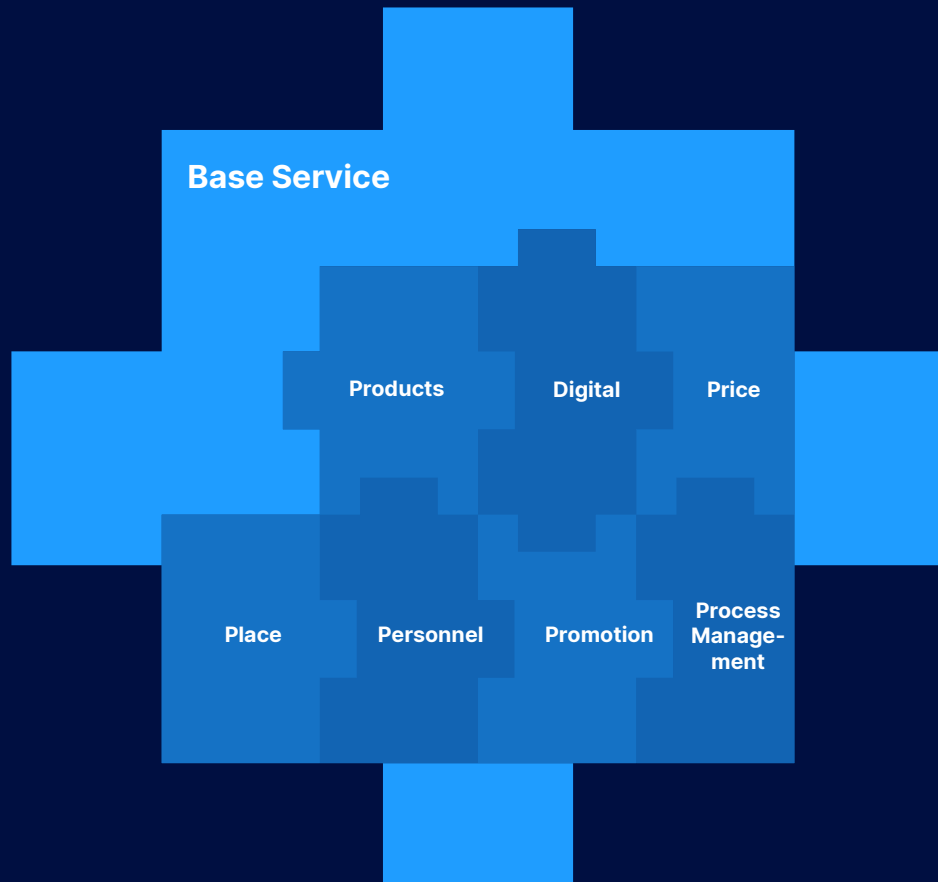 Base Service
Products
Digital
Price
Place
Personnel
Promotion
Process
Manage-
ment